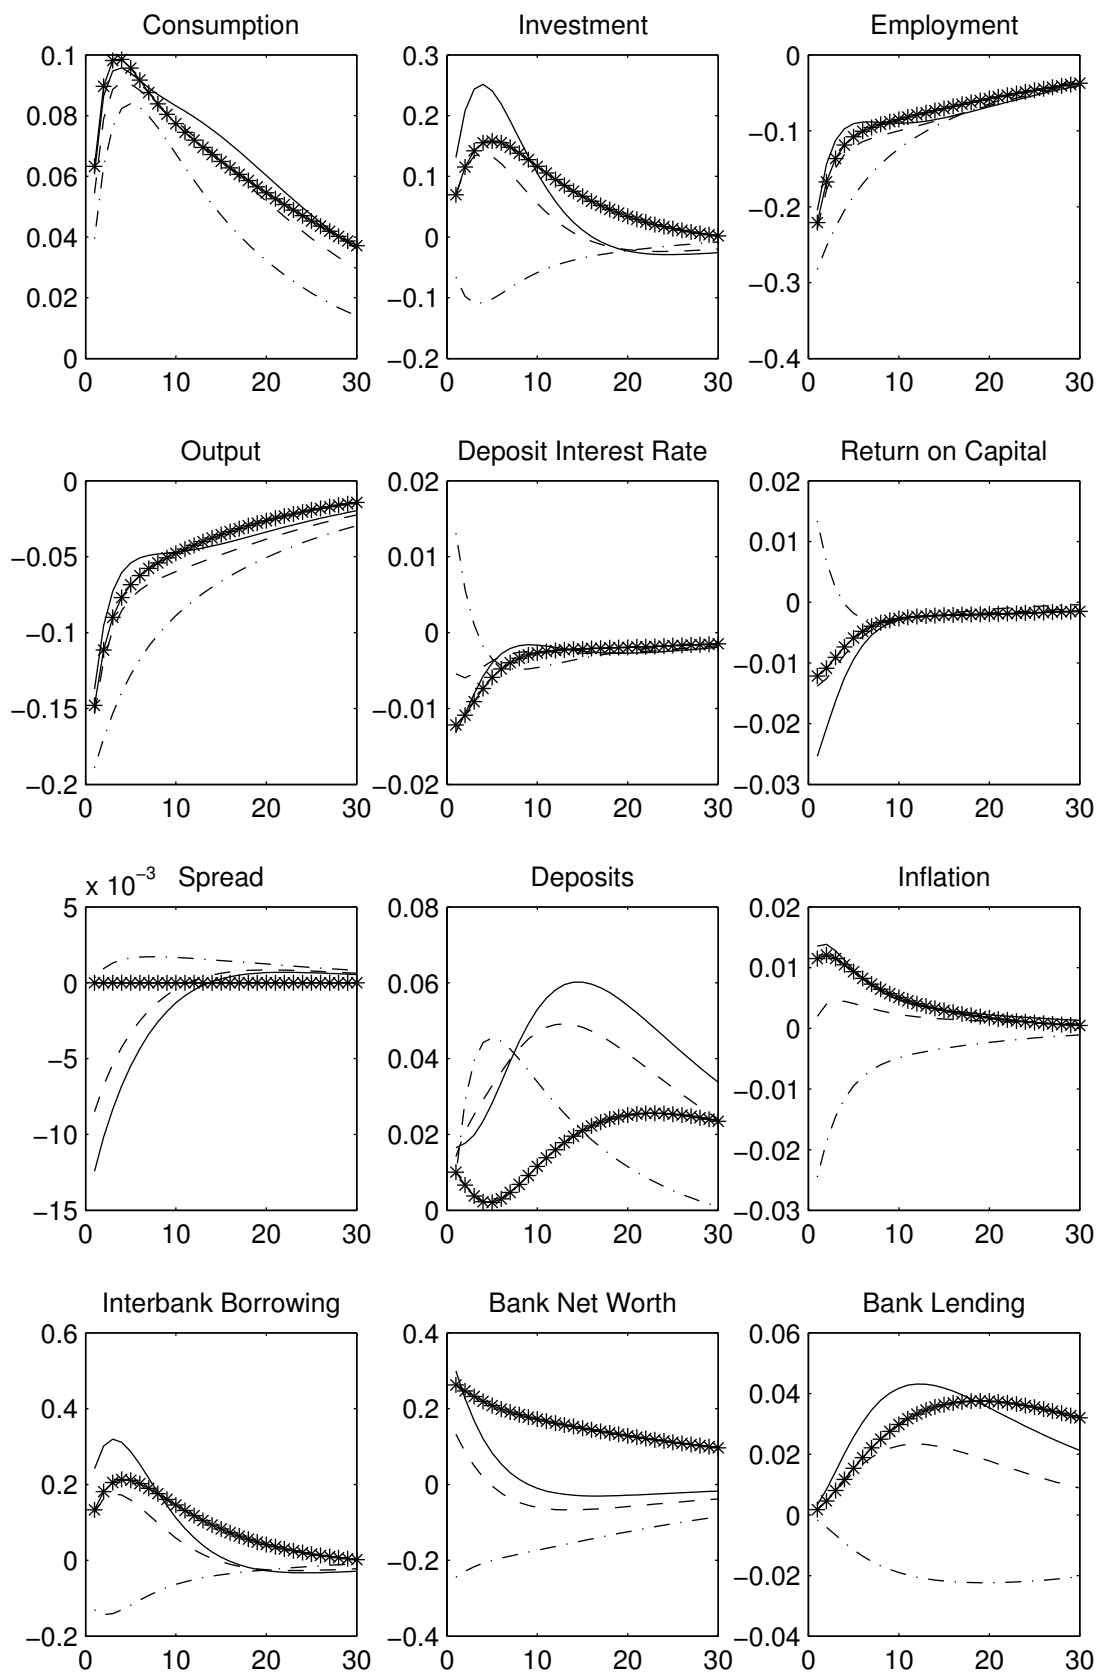 Consumption Investment Employment
0.1 0.3 0
0.08 0.2 −0.1
0.06 0.1 −0.2
0.04 0 −0.3
0.02 −0.1
0 −0.2 −0.4
0 10 20 30 0 10 20 30 0 10 20 30
Output Deposit Interest Rate Return on Capital
0 0.02 0.02
−0.05 0.01 0.01
−0.1 0 0
−0.15 −0.01 −0.01
−0.02
−0.2 −0.02 −0.03
0 10 20 30 0 10 20 30 0 10 20 30
x 10−3 Spread Deposits Inflation
5 0.08 0.02
0 0.06 0.01
−5 0.04 0
−10 0.02 −0.01
−0.02
−15 0 −0.03
0 10 20 30 0 10 20 30 0 10 20 30
Interbank Borrowing Bank Net Worth Bank Lending
0.6 0.4 0.06
0.4 0.2 0.04
0.2 0 0.02
0 −0.2 0
−0.02
−0.2 −0.4 −0.04
0 10 20 30 0 10 20 30 0 10 20 30